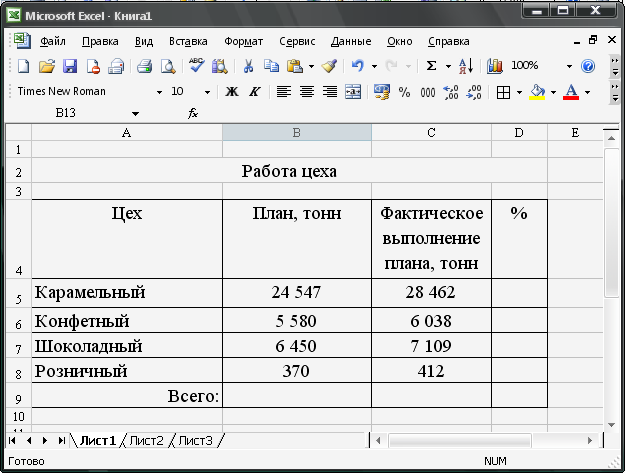 Microsoft Excel - Книга1
Файл Правка Вид Вставка Формат Сервис Данные Окно Справка
100%
Times New Roman 10 Ж К % 000
B13 fx
A B C D E
1
2 Работа цеха
3
4 Цех План, тонн Фактическое выполнение плана, тонн %
5 Карамельный 24 547 28 462
6 Конфетный 5 580 6 038
7 Шоколадный 6 450 7 109
8 Розничный 370 412
9 Всего:
10
Лист1 Лист2 Лист3
Готово NUM